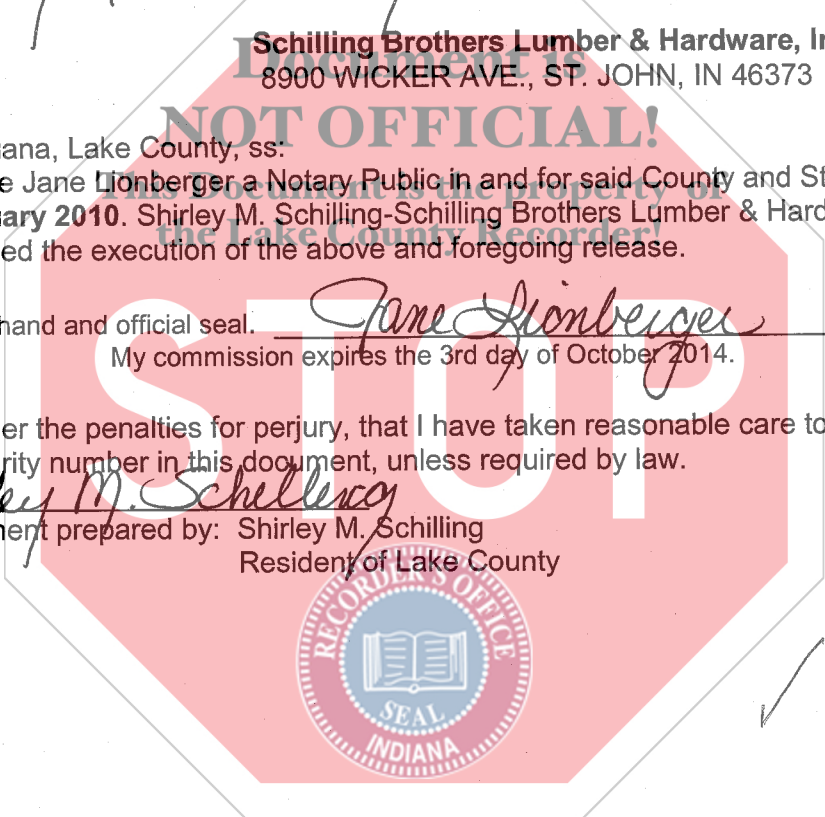 Schilling Brothers Lumber & Hardware, In
8900 WICKER AVE., ST. JOHN, IN 46373
Document is
NOT OFFICIAL!
This Document is the property of
the Lake County Recorder!
iana, Lake County, ss:
e Jane Lionberger a Notary Public in and for said County and St
uary 2010. Shirley M. Schilling-Schilling Brothers Lumber & Hard
ed the execution of the above and foregoing release.
hand and official seal. Jane Lionberger
My commission expires the 3rd day of October 2014.
STOP
er the penalties for perjury, that I have taken reasonable care to
rity number in this document, unless required by law.
ey M. Schilling
ent prepared by: Shirley M. Schilling
Resident of Lake County
RECORDER'S OFFICE
SEAL
INDIANA